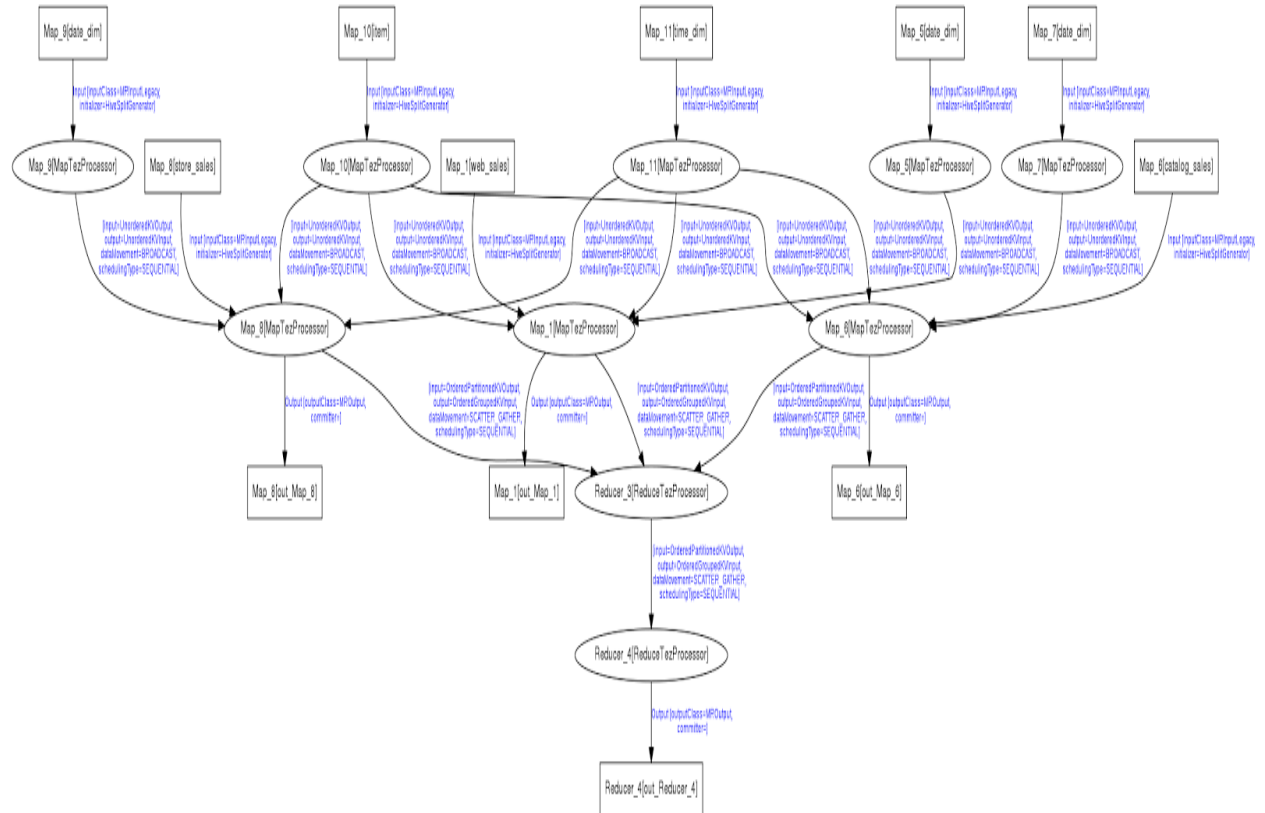 Map_9[date_dim]
Map_10[item]
Map_11[time_dim]
Map_5[date_dim]
Map_7[date_dim]
Input [inputClass=MRInputLegacy,
initializer=HiveSplitGenerator]
Input [inputClass=MRInputLegacy,
initializer=HiveSplitGenerator]
Input [inputClass=MRInputLegacy,
initializer=HiveSplitGenerator]
Input [inputClass=MRInputLegacy,
initializer=HiveSplitGenerator]
Input [inputClass=MRInputLegacy,
initializer=HiveSplitGenerator]
Map_9[MapTezProcessor]
Map_8[store_sales]
Map_10[MapTezProcessor]
Map_1[web_sales]
Map_11[MapTezProcessor]
Map_5[MapTezProcessor]
Map_7[MapTezProcessor]
Map_6[catalog_sales]
[input=UnorderedKVOutput,
output=UnorderedKVInput,
dataMovement=BROADCAST,
schedulingType=SEQUENTIAL]
Input [inputClass=MRInputLegacy,
initializer=HiveSplitGenerator]
[input=UnorderedKVOutput,
output=UnorderedKVInput,
dataMovement=BROADCAST,
schedulingType=SEQUENTIAL]
[input=UnorderedKVOutput,
output=UnorderedKVInput,
dataMovement=BROADCAST,
schedulingType=SEQUENTIAL]
Input [inputClass=MRInputLegacy,
initializer=HiveSplitGenerator]
[input=UnorderedKVOutput,
output=UnorderedKVInput,
dataMovement=BROADCAST,
schedulingType=SEQUENTIAL]
[input=UnorderedKVOutput,
output=UnorderedKVInput,
dataMovement=BROADCAST,
schedulingType=SEQUENTIAL]
[input=UnorderedKVOutput,
output=UnorderedKVInput,
dataMovement=BROADCAST,
schedulingType=SEQUENTIAL]
[input=UnorderedKVOutput,
output=UnorderedKVInput,
dataMovement=BROADCAST,
schedulingType=SEQUENTIAL]
[input=UnorderedKVOutput,
output=UnorderedKVInput,
dataMovement=BROADCAST,
schedulingType=SEQUENTIAL]
[input=UnorderedKVOutput,
output=UnorderedKVInput,
dataMovement=BROADCAST,
schedulingType=SEQUENTIAL]
Input [inputClass=MRInputLegacy,
initializer=HiveSplitGenerator]
Map_8[MapTezProcessor]
Map_1[MapTezProcessor]
Map_6[MapTezProcessor]
Output [outputClass=MROutput,
committer=]
[input=OrderedPartitionedKVOutput,
output=OrderedGroupedKVInput,
dataMovement=SCATTER_GATHER,
schedulingType=SEQUENTIAL]
Output [outputClass=MROutput,
committer=]
[input=OrderedPartitionedKVOutput,
output=OrderedGroupedKVInput,
dataMovement=SCATTER_GATHER,
schedulingType=SEQUENTIAL]
[input=OrderedPartitionedKVOutput,
output=OrderedGroupedKVInput,
dataMovement=SCATTER_GATHER,
schedulingType=SEQUENTIAL]
Output [outputClass=MROutput,
committer=]
Map_8[out_Map_8]
Map_1[out_Map_1]
Reducer_3[ReduceTezProcessor]
Map_6[out_Map_6]
[input=OrderedPartitionedKVOutput,
output=OrderedGroupedKVInput,
dataMovement=SCATTER_GATHER,
schedulingType=SEQUENTIAL]
Reducer_4[ReduceTezProcessor]
Output [outputClass=MROutput,
committer=]
Reducer_4[out_Reducer_4]